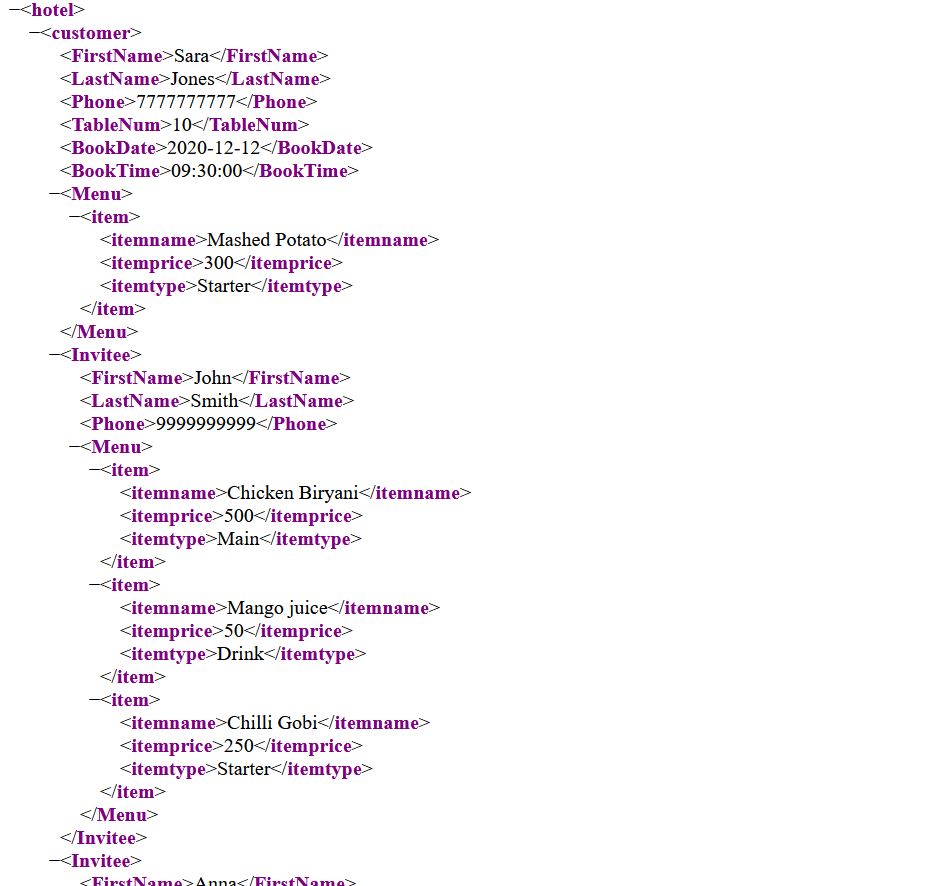 −<hotel>
−<customer>
<FirstName>Sara</FirstName>
<LastName>Jones</LastName>
<Phone>7777777777</Phone>
<TableNum>10</TableNum>
<BookDate>2020-12-12</BookDate>
<BookTime>09:30:00</BookTime>
−<Menu>
−<item>
<itemname>Mashed Potato</itemname>
<itemprice>300</itemprice>
<itemtype>Starter</itemtype>
</item>
</Menu>
−<Invitee>
<FirstName>John</FirstName>
<LastName>Smith</LastName>
<Phone>9999999999</Phone>
−<Menu>
−<item>
<itemname>Chicken Biryani</itemname>
<itemprice>500</itemprice>
<itemtype>Main</itemtype>
</item>
−<item>
<itemname>Mango juice</itemname>
<itemprice>50</itemprice>
<itemtype>Drink</itemtype>
</item>
−<item>
<itemname>Chilli Gobi</itemname>
<itemprice>250</itemprice>
<itemtype>Starter</itemtype>
</item>
</Menu>
</Invitee>
−<Invitee>
<FirstName>Anna</FirstName>